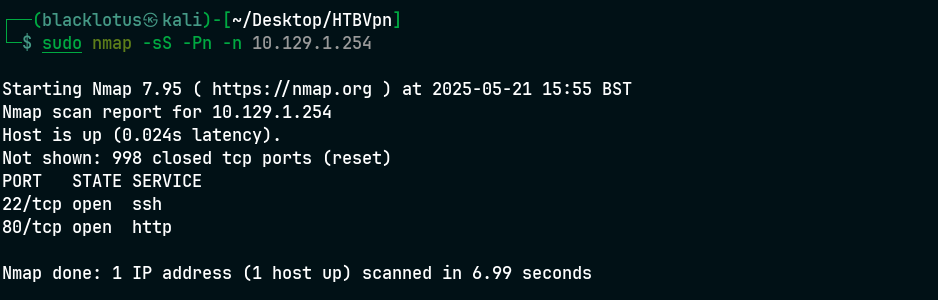 ┌──(blacklotus㉿kali)-[~/Desktop/HTBVpn]
└─$ sudo nmap -sS -Pn -n 10.129.1.254
Starting Nmap 7.95 ( https://nmap.org ) at 2025-05-21 15:55 BST
Nmap scan report for 10.129.1.254
Host is up (0.024s latency).
Not shown: 998 closed tcp ports (reset)
PORT   STATE SERVICE
22/tcp open  ssh
80/tcp open  http
Nmap done: 1 IP address (1 host up) scanned in 6.99 seconds